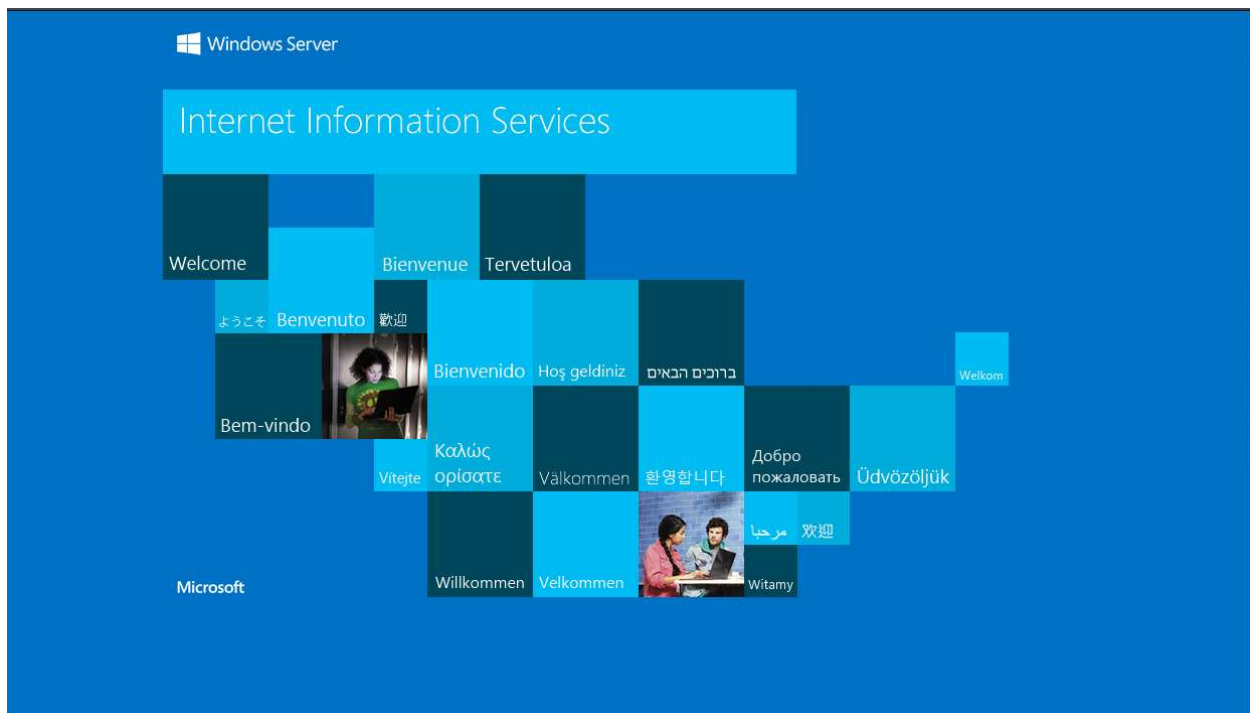 Windows Server
Internet Information Services
Welcome
Bienvenue
Tervetuloa
ようこそ
Benvenuto
歡迎
Bienvenido
Hoş geldiniz
ברוכים הבאים
Welkom
Bem-vindo
Vítejte
Καλώς
ορίσατε
Välkommen
환영합니다
Добро
пожаловать
Üdvözöljük
مرحبا
欢迎
Microsoft
Willkommen
Velkommen
Witamy